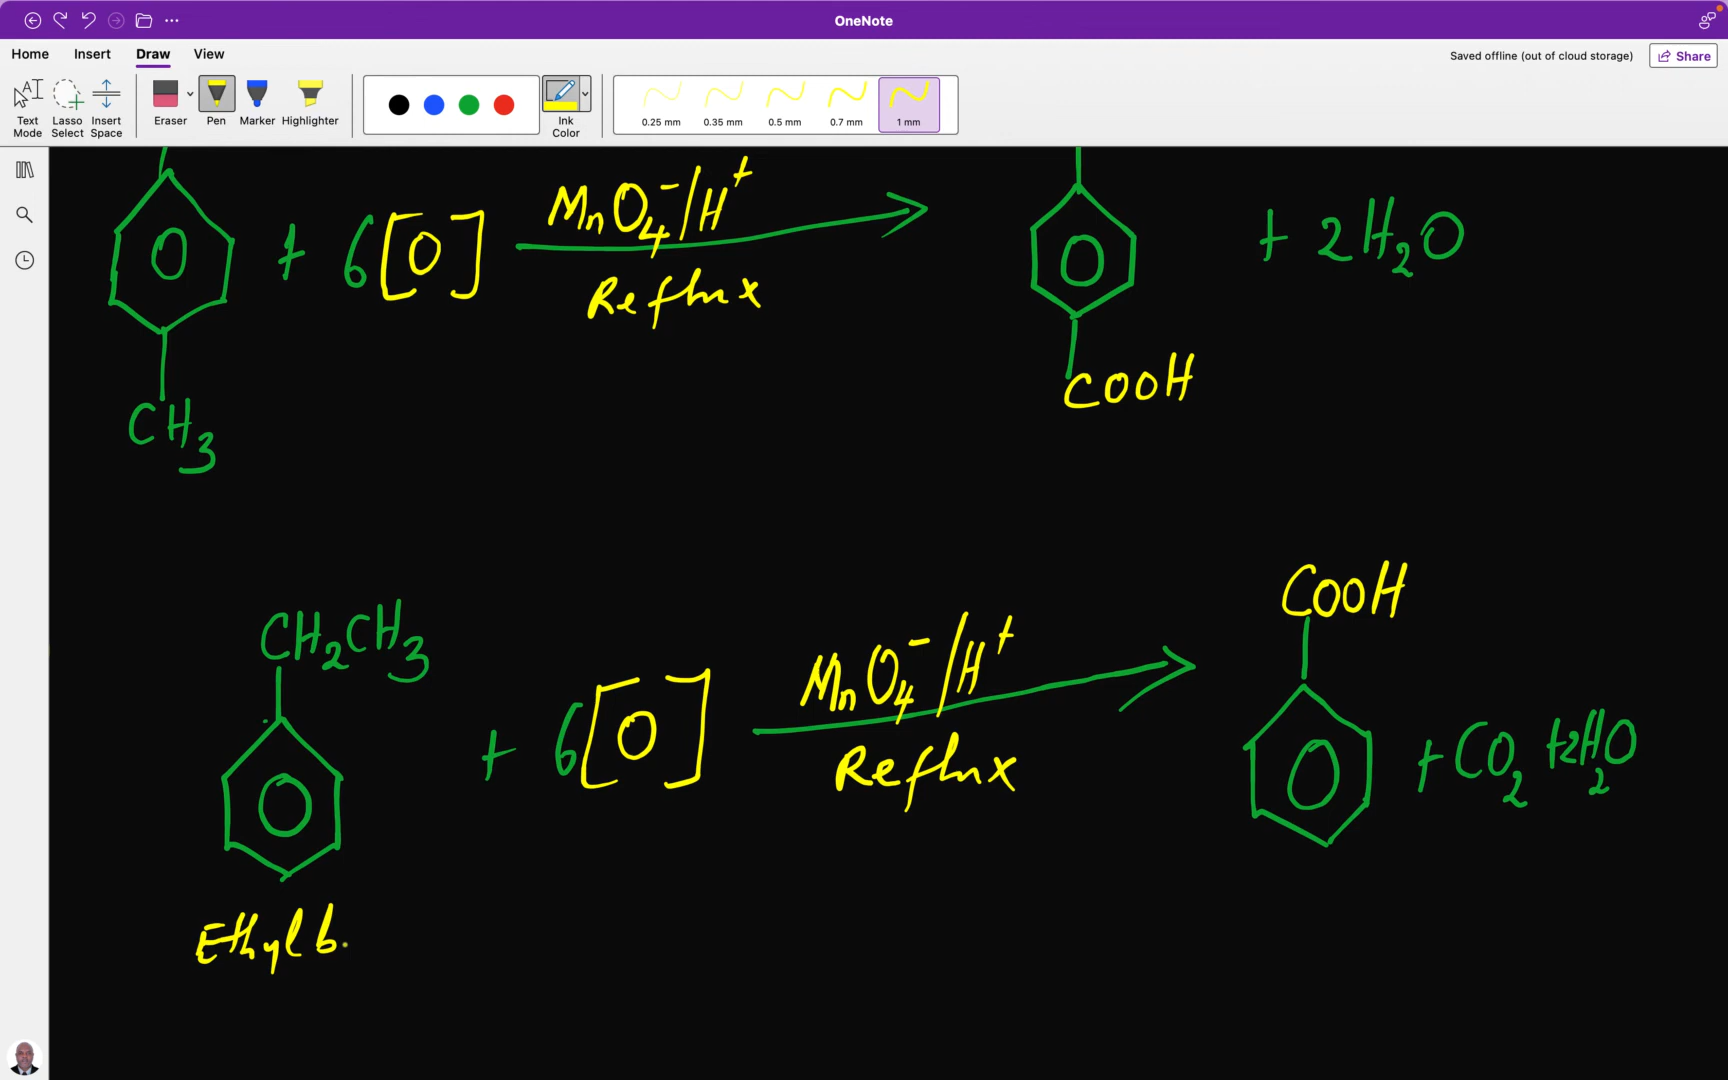 OneNote
Home Insert Draw View
Saved offline (out of cloud storage) Share
Text Mode Lasso Select Insert Space Eraser Pen Marker Highlighter Ink Color 0.25 mm 0.35 mm 0.5 mm 0.7 mm 1 mm
+ 6[O] MnO₄⁻/H⁺ + 2H₂O
Reflux
COOH
CH₃
COOH
CH₂CH₃ + 6[O] MnO₄⁻/H⁺ + CO₂ + 2H₂O
Reflux
Ethylb